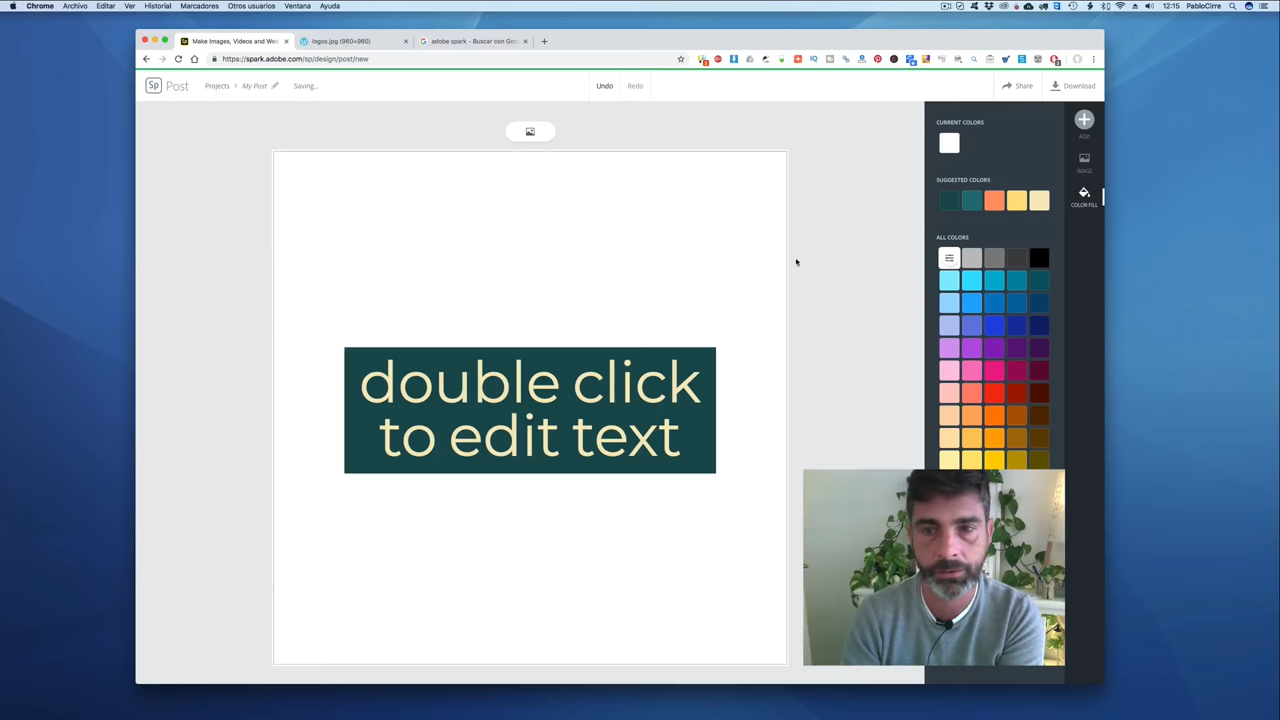 Chrome Archivo Editar Ver Historial Marcadores Otros usuarios Ventana Ayuda
12:15 PabloCirre
Make Images, Videos and Web
logos.jpg (960×960)
adobe spark - Buscar con Goo
https://spark.adobe.com/sp/design/post/new
Sp Post Projects › My Post Saving... Undo Redo Share Download
CURRENT COLORS
ADD
IMAGE
SUGGESTED COLORS
COLOR FILL
ALL COLORS
double click
to edit text